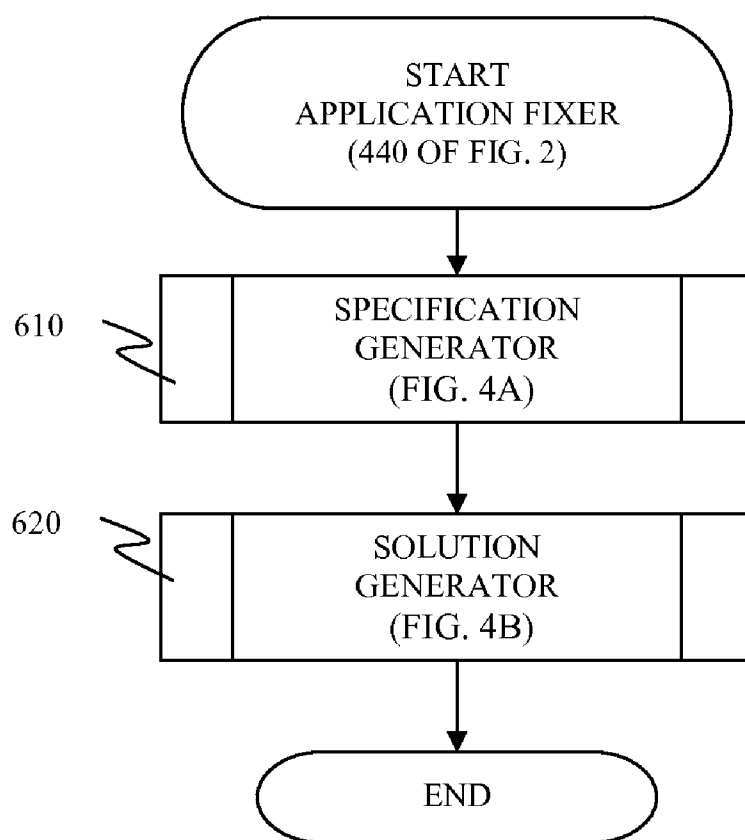 START
APPLICATION FIXER
(440 OF FIG. 2)
610
SPECIFICATION
GENERATOR
(FIG. 4A)
620
SOLUTION
GENERATOR
(FIG. 4B)
END